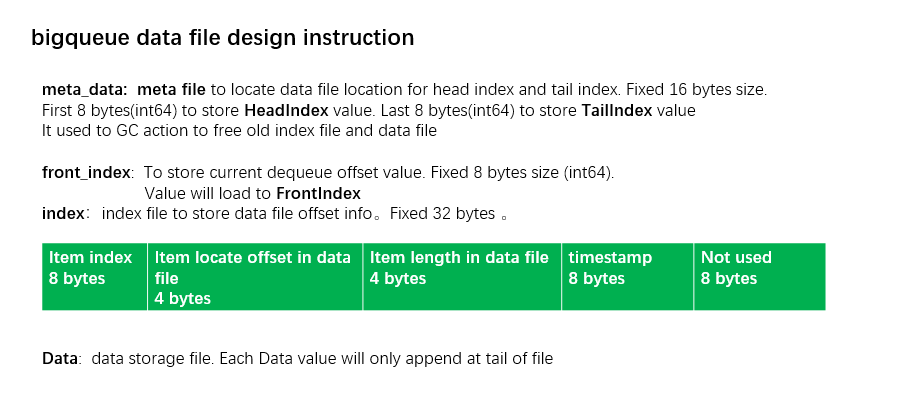 bigqueue data file design instruction
meta_data: meta file to locate data file location for head index and tail index. Fixed 16 bytes size.
First 8 bytes(int64) to store HeadIndex value. Last 8 bytes(int64) to store TailIndex value
It used to GC action to free old index file and data file
front_index: To store current dequeue offset value. Fixed 8 bytes size (int64).
Value will load to FrontIndex
index： index file to store data file offset info。Fixed 32 bytes 。
Item index
8 bytes
Item locate offset in data
file
4 bytes
Item length in data file
4 bytes
timestamp
8 bytes
Not used
8 bytes
Data: data storage file. Each Data value will only append at tail of file